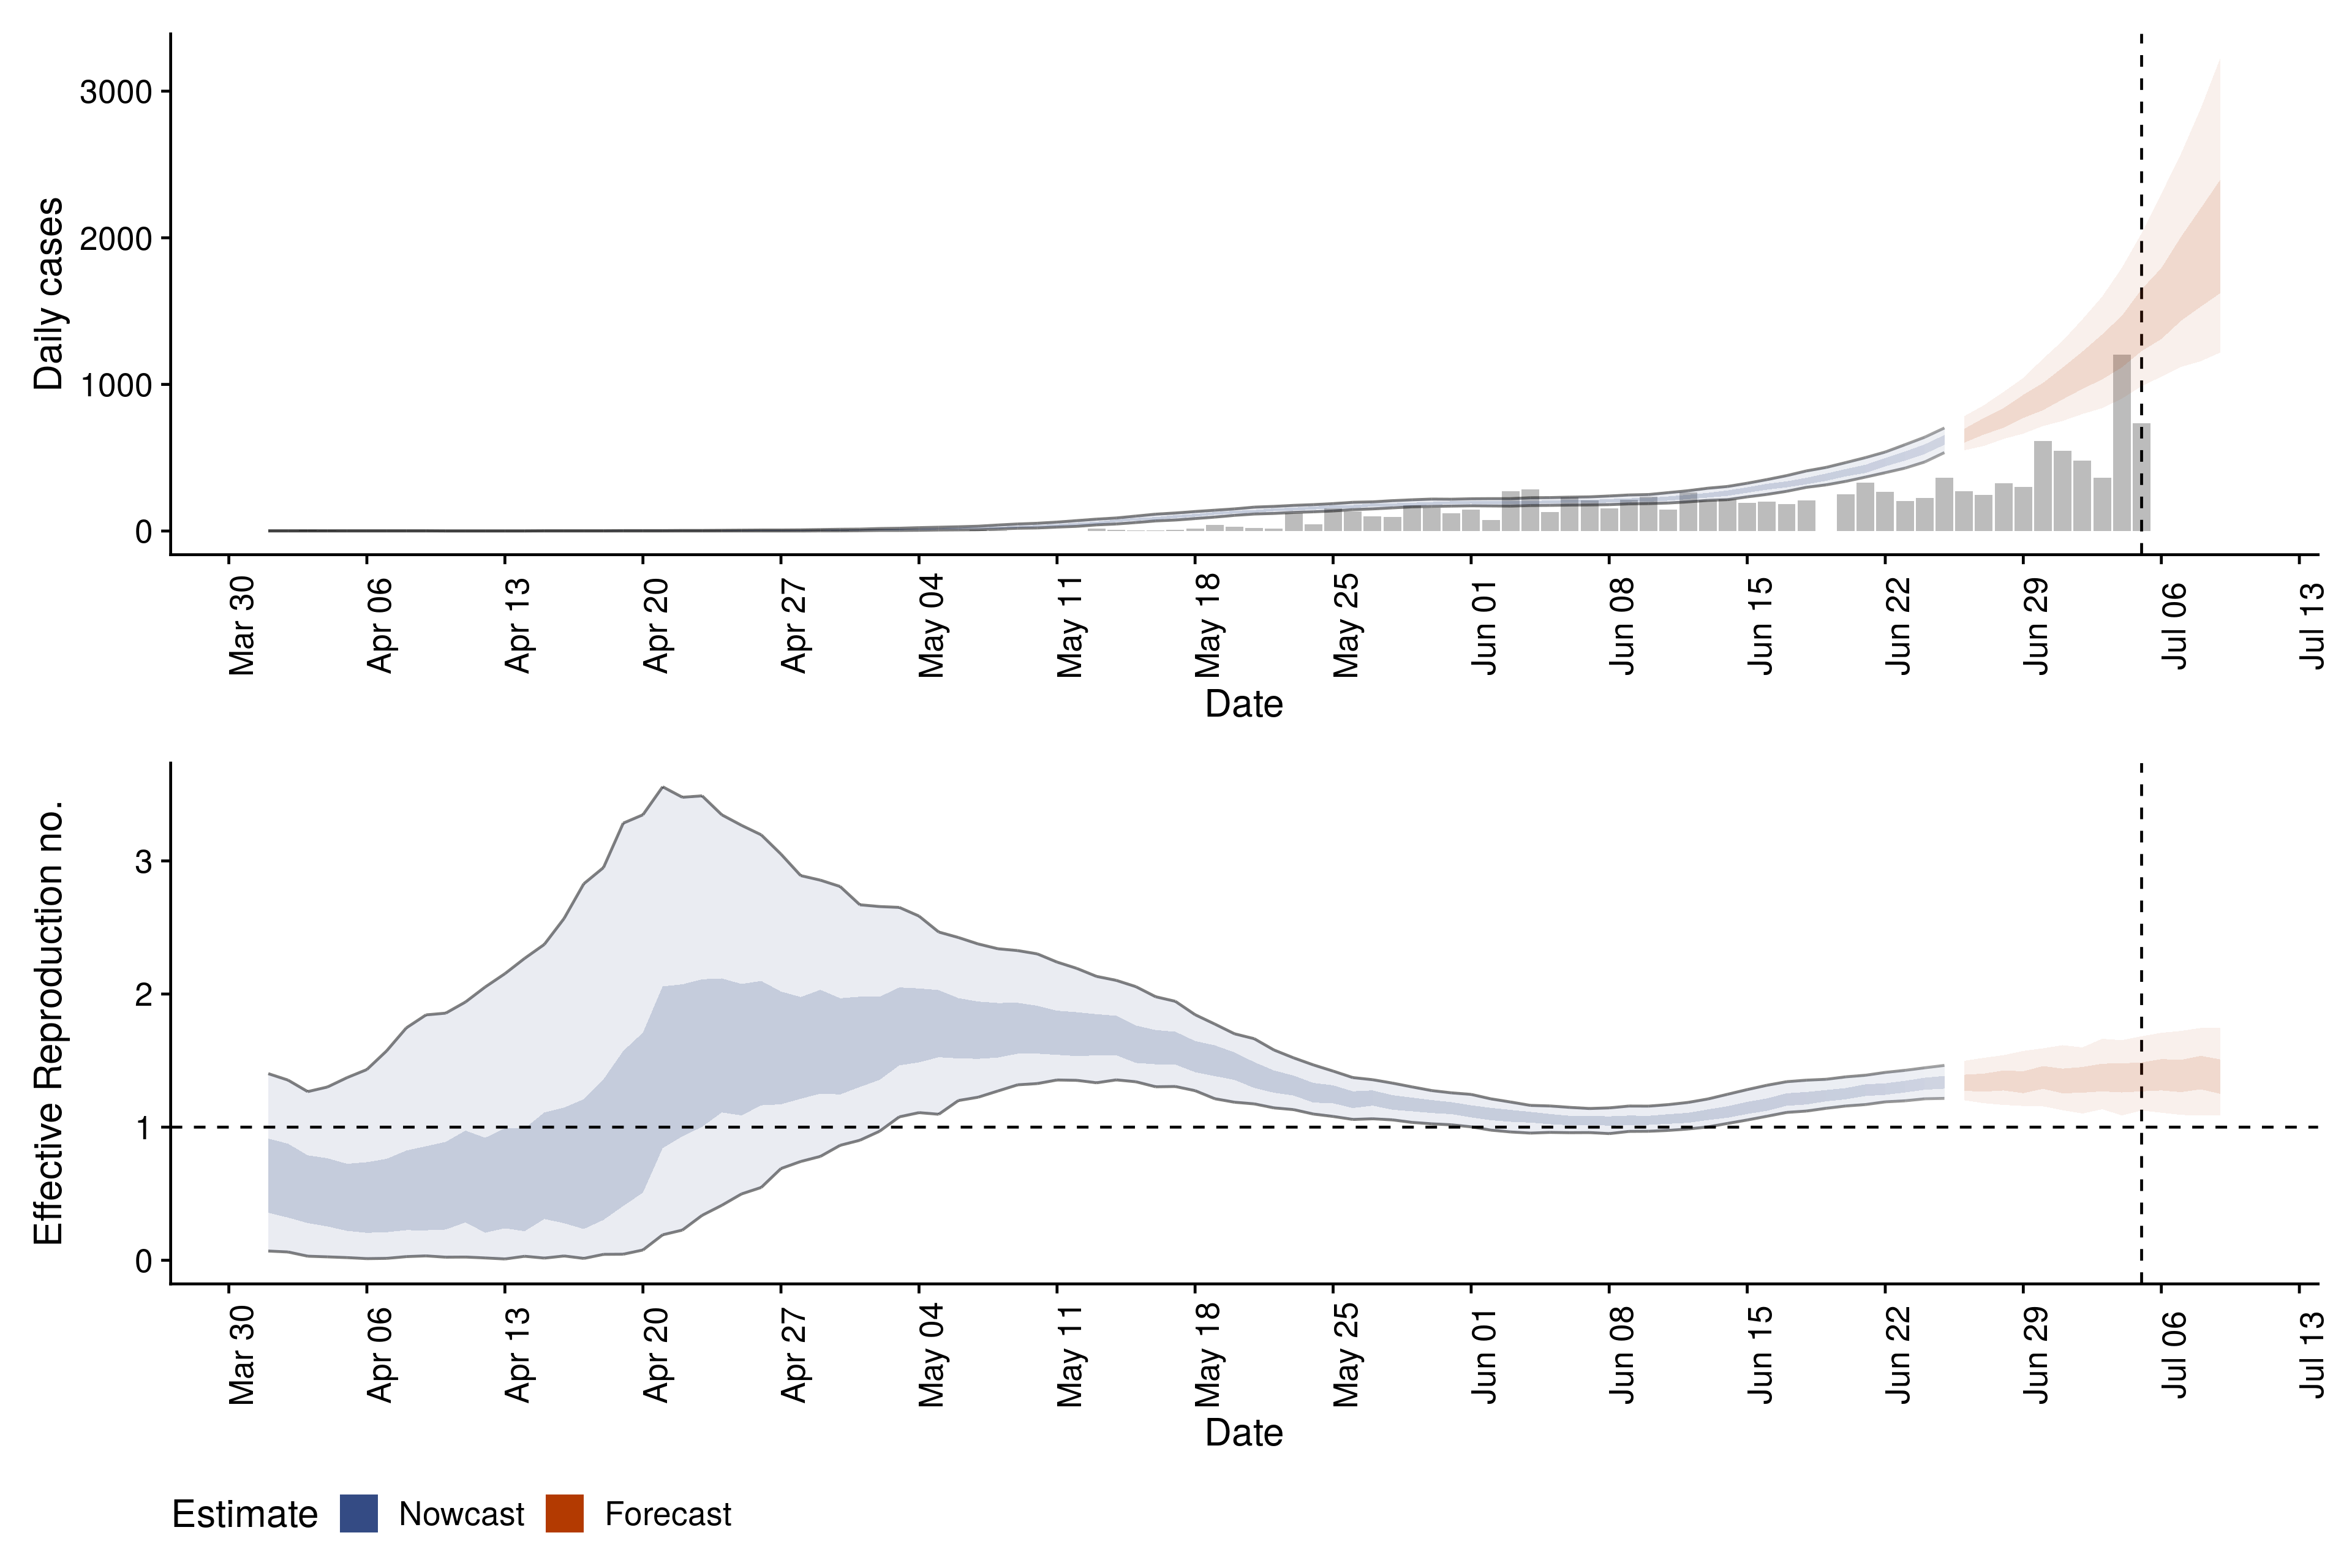 Daily cases
3000
2000
1000
0
Mar 30
Apr 06
Apr 13
Apr 20
Apr 27
May 04
May 11
May 18
May 25
Jun 01
Jun 08
Jun 15
Jun 22
Jun 29
Jul 06
Jul 13
Date
Effective Reproduction no.
3
2
1
0
Mar 30
Apr 06
Apr 13
Apr 20
Apr 27
May 04
May 11
May 18
May 25
Jun 01
Jun 08
Jun 15
Jun 22
Jun 29
Jul 06
Jul 13
Date
Estimate Nowcast Forecast